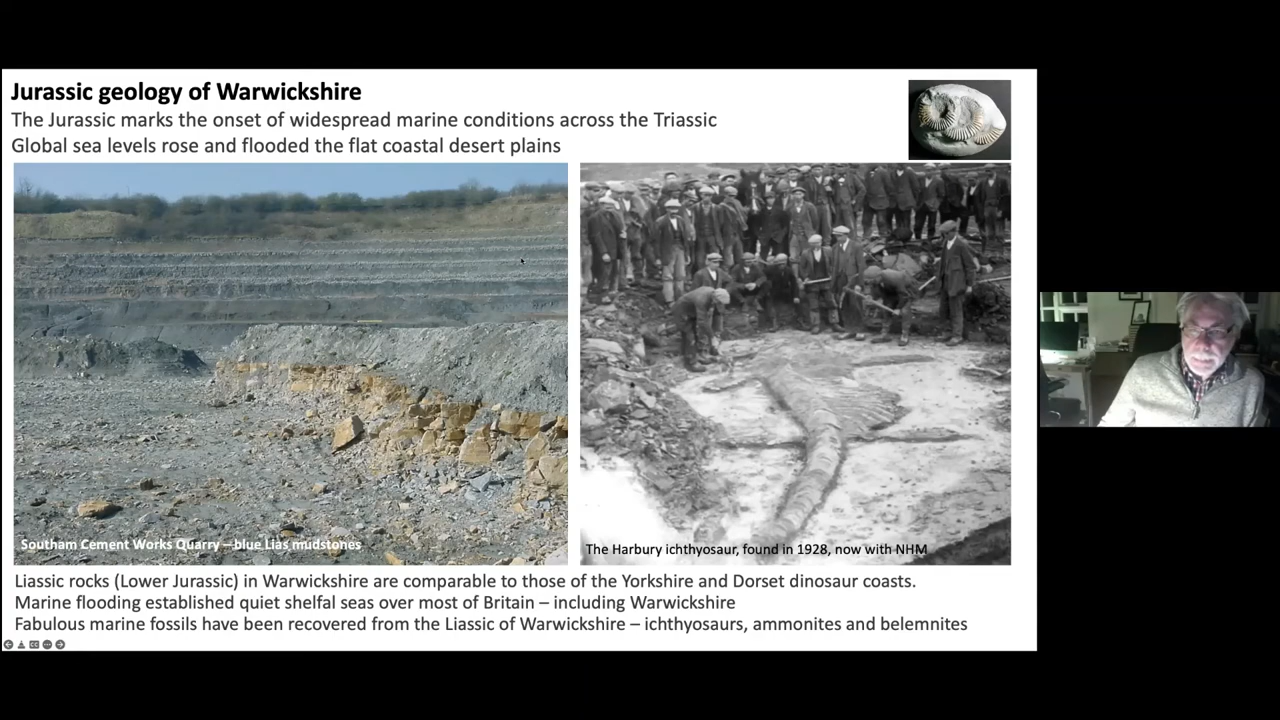 Jurassic geology of Warwickshire
The Jurassic marks the onset of widespread marine conditions across the Triassic
Global sea levels rose and flooded the flat coastal desert plains
Southam Cement Works Quarry – blue Lias mudstones
The Harbury ichthyosaur, found in 1928, now with NHM
Liassic rocks (Lower Jurassic) in Warwickshire are comparable to those of the Yorkshire and Dorset dinosaur coasts.
Marine flooding established quiet shelfal seas over most of Britain – including Warwickshire
Fabulous marine fossils have been recovered from the Liassic of Warwickshire – ichthyosaurs, ammonites and belemnites